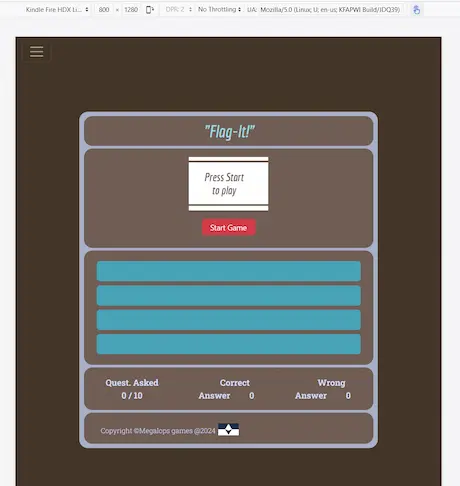 Kindle Fire HDX Li... 800 × 1280 DPR: 2 No Throttling UA: Mozilla/5.0 (Linux; U; en-us; KFAPWI Build/JDQ39)
"Flag-It!"
Press Start
to play
Start Game
Quest. Asked Correct Wrong
0 / 10 Answer 0 Answer 0
Copyright ©Megalops games @2024